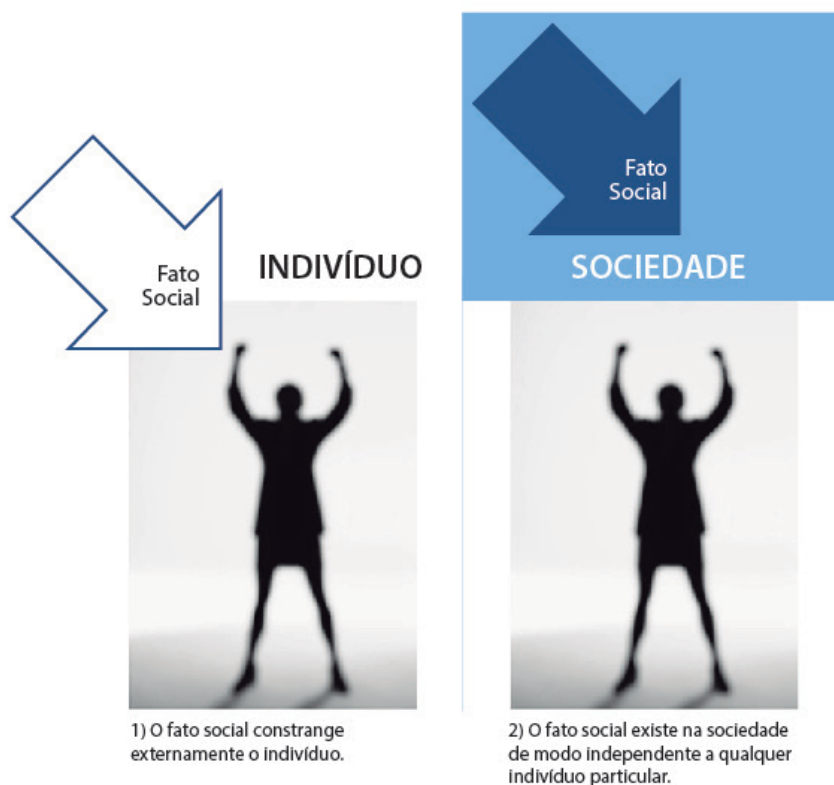 Fato
Social
INDIVÍDUO
1) O fato social constrange
externamente o indivíduo.
Fato
Social
SOCIEDADE
2) O fato social existe na sociedade
de modo independente a qualquer
indivíduo particular.